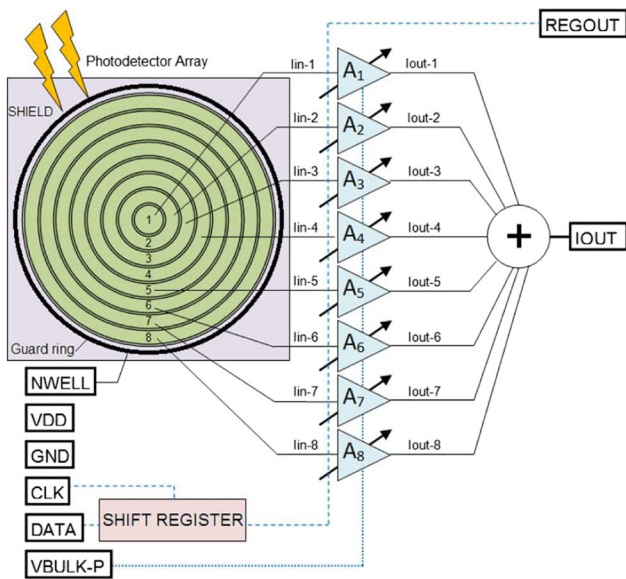 REGOUT
Photodetector Array
SHIELD
Iin-1
A1
Iout-1
Iin-2
A2
Iout-2
Iin-3
A3
Iout-3
Iin-4
A4
Iout-4
Iin-5
A5
Iout-5
Iin-6
A6
Iout-6
Iin-7
A7
Iout-7
Iin-8
A8
Iout-8
1
2
3
4
5
6
7
8
+
IOUT
Guard ring
NWELL
VDD
GND
CLK
DATA
SHIFT REGISTER
VBULK-P